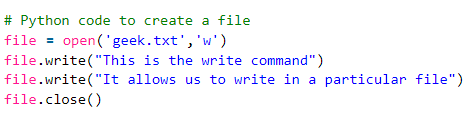 # Python code to create a file
file = open('geek.txt','w')
file.write("This is the write command")
file.write("It allows us to write in a particular file")
file.close()